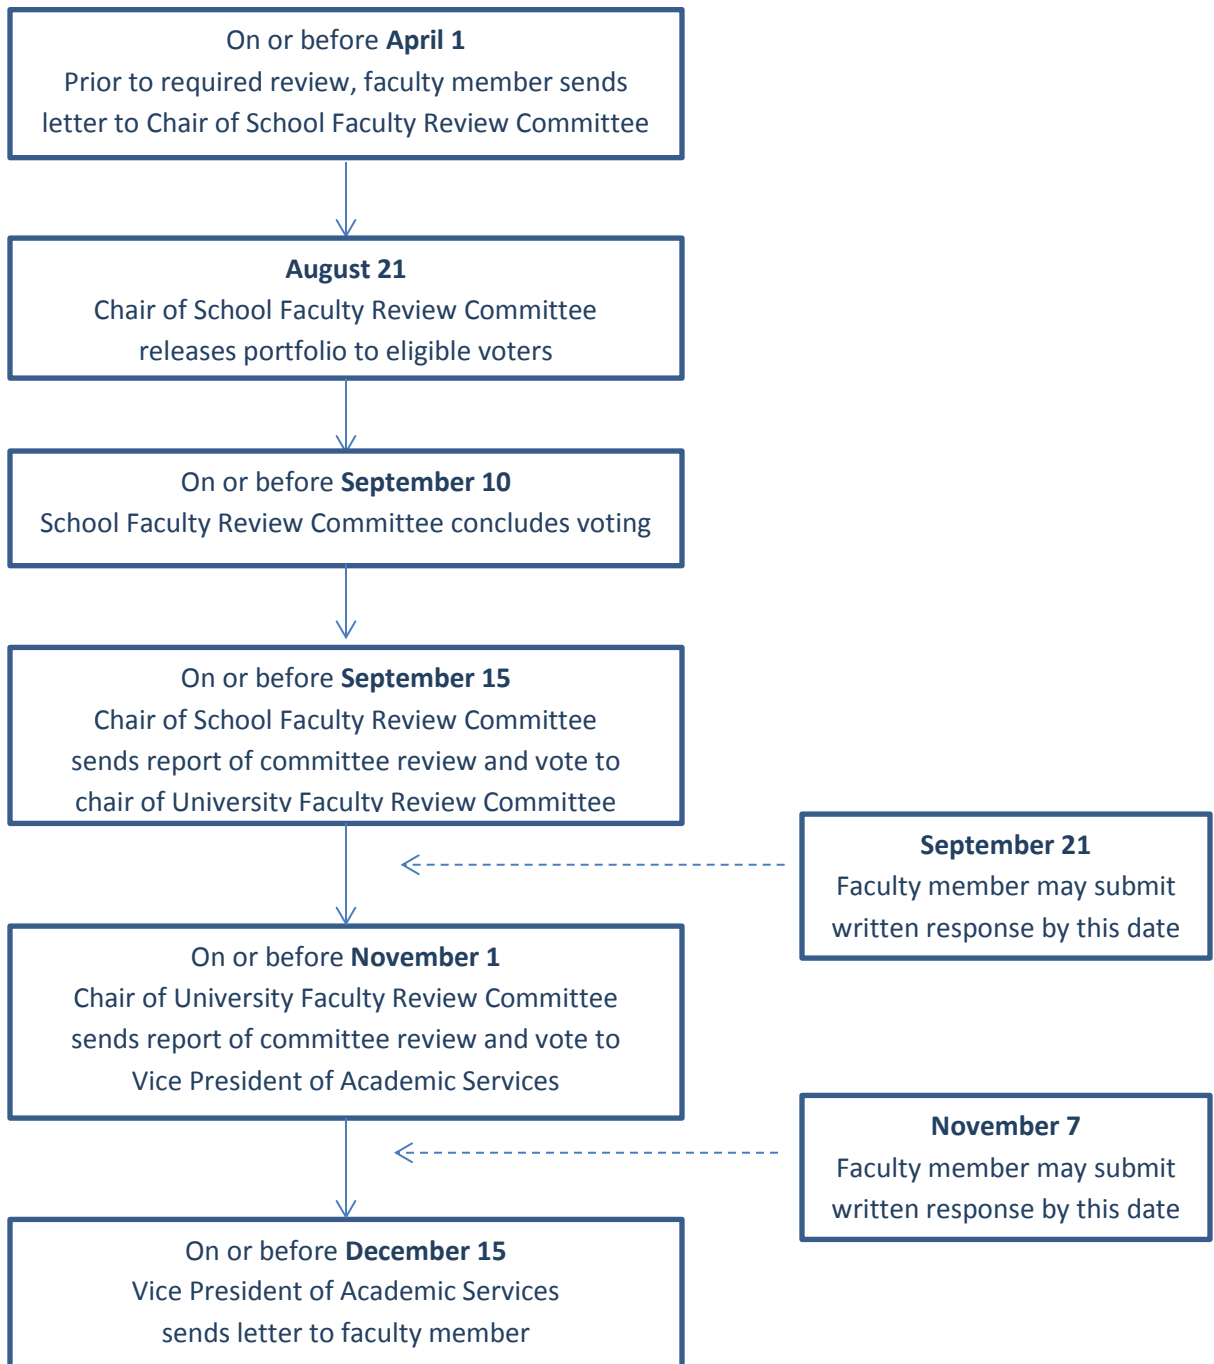 On or before April 1
Prior to required review, faculty member sends
letter to Chair of School Faculty Review Committee
August 21
Chair of School Faculty Review Committee
releases portfolio to eligible voters
On or before September 10
School Faculty Review Committee concludes voting
On or before September 15
Chair of School Faculty Review Committee
sends report of committee review and vote to
chair of University Faculty Review Committee
September 21
Faculty member may submit
written response by this date
On or before November 1
Chair of University Faculty Review Committee
sends report of committee review and vote to
Vice President of Academic Services
November 7
Faculty member may submit
written response by this date
On or before December 15
Vice President of Academic Services
sends letter to faculty member